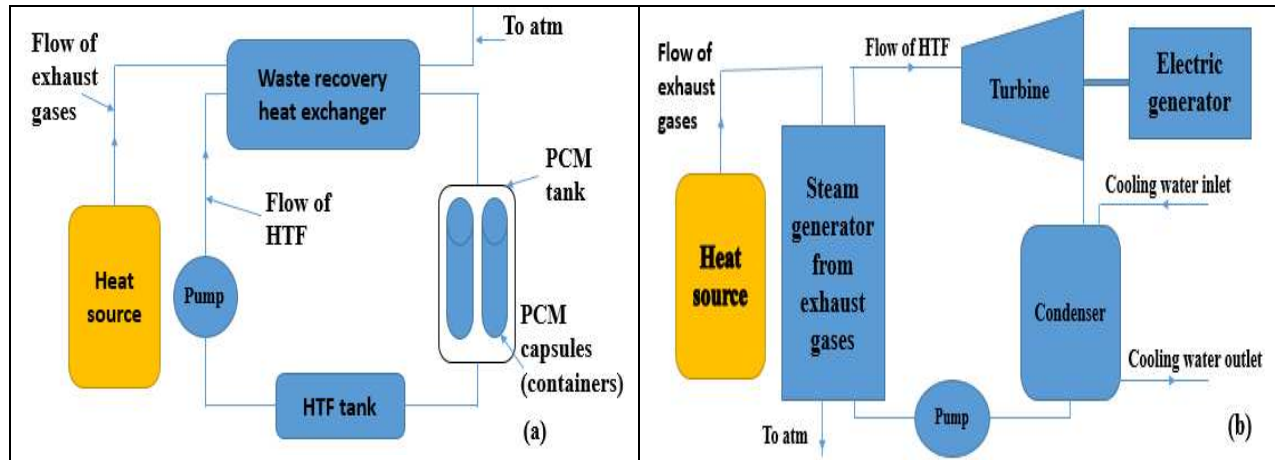 To atm
Flow of
exhaust
gases
Waste recovery
heat exchanger
PCM
tank
Flow of
HTF
Heat
source
Pump
PCM
capsules
(containers)
HTF tank
(a)
Flow of HTF
Flow of
exhaust
gases
Turbine
Electric
generator
Cooling water inlet
Steam
generator
from
exhaust
gases
Heat
source
Condenser
Cooling water outlet
Pump
To atm
(b)